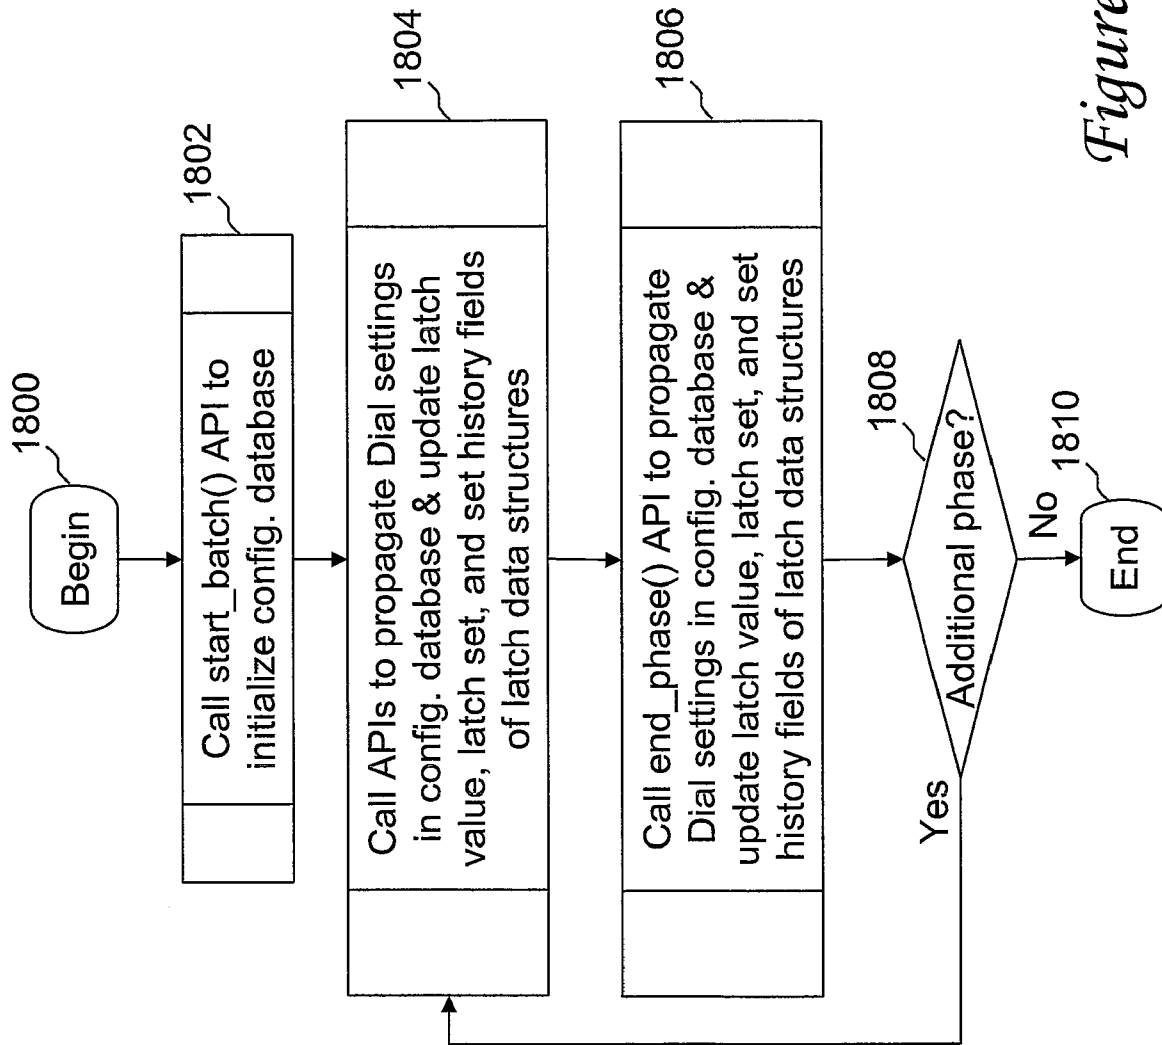 1800
Begin
1802
Call start_batch() API to
initialize config. database
1804
Call APIs to propagate Dial settings
in config. database & update latch
value, latch set, and set history fields
of latch data structures
1806
Call end_phase() API to propagate
Dial settings in config. database &
update latch value, latch set, and set
history fields of latch data structures
1808
Additional phase?
Yes
No
1810
End
Figure